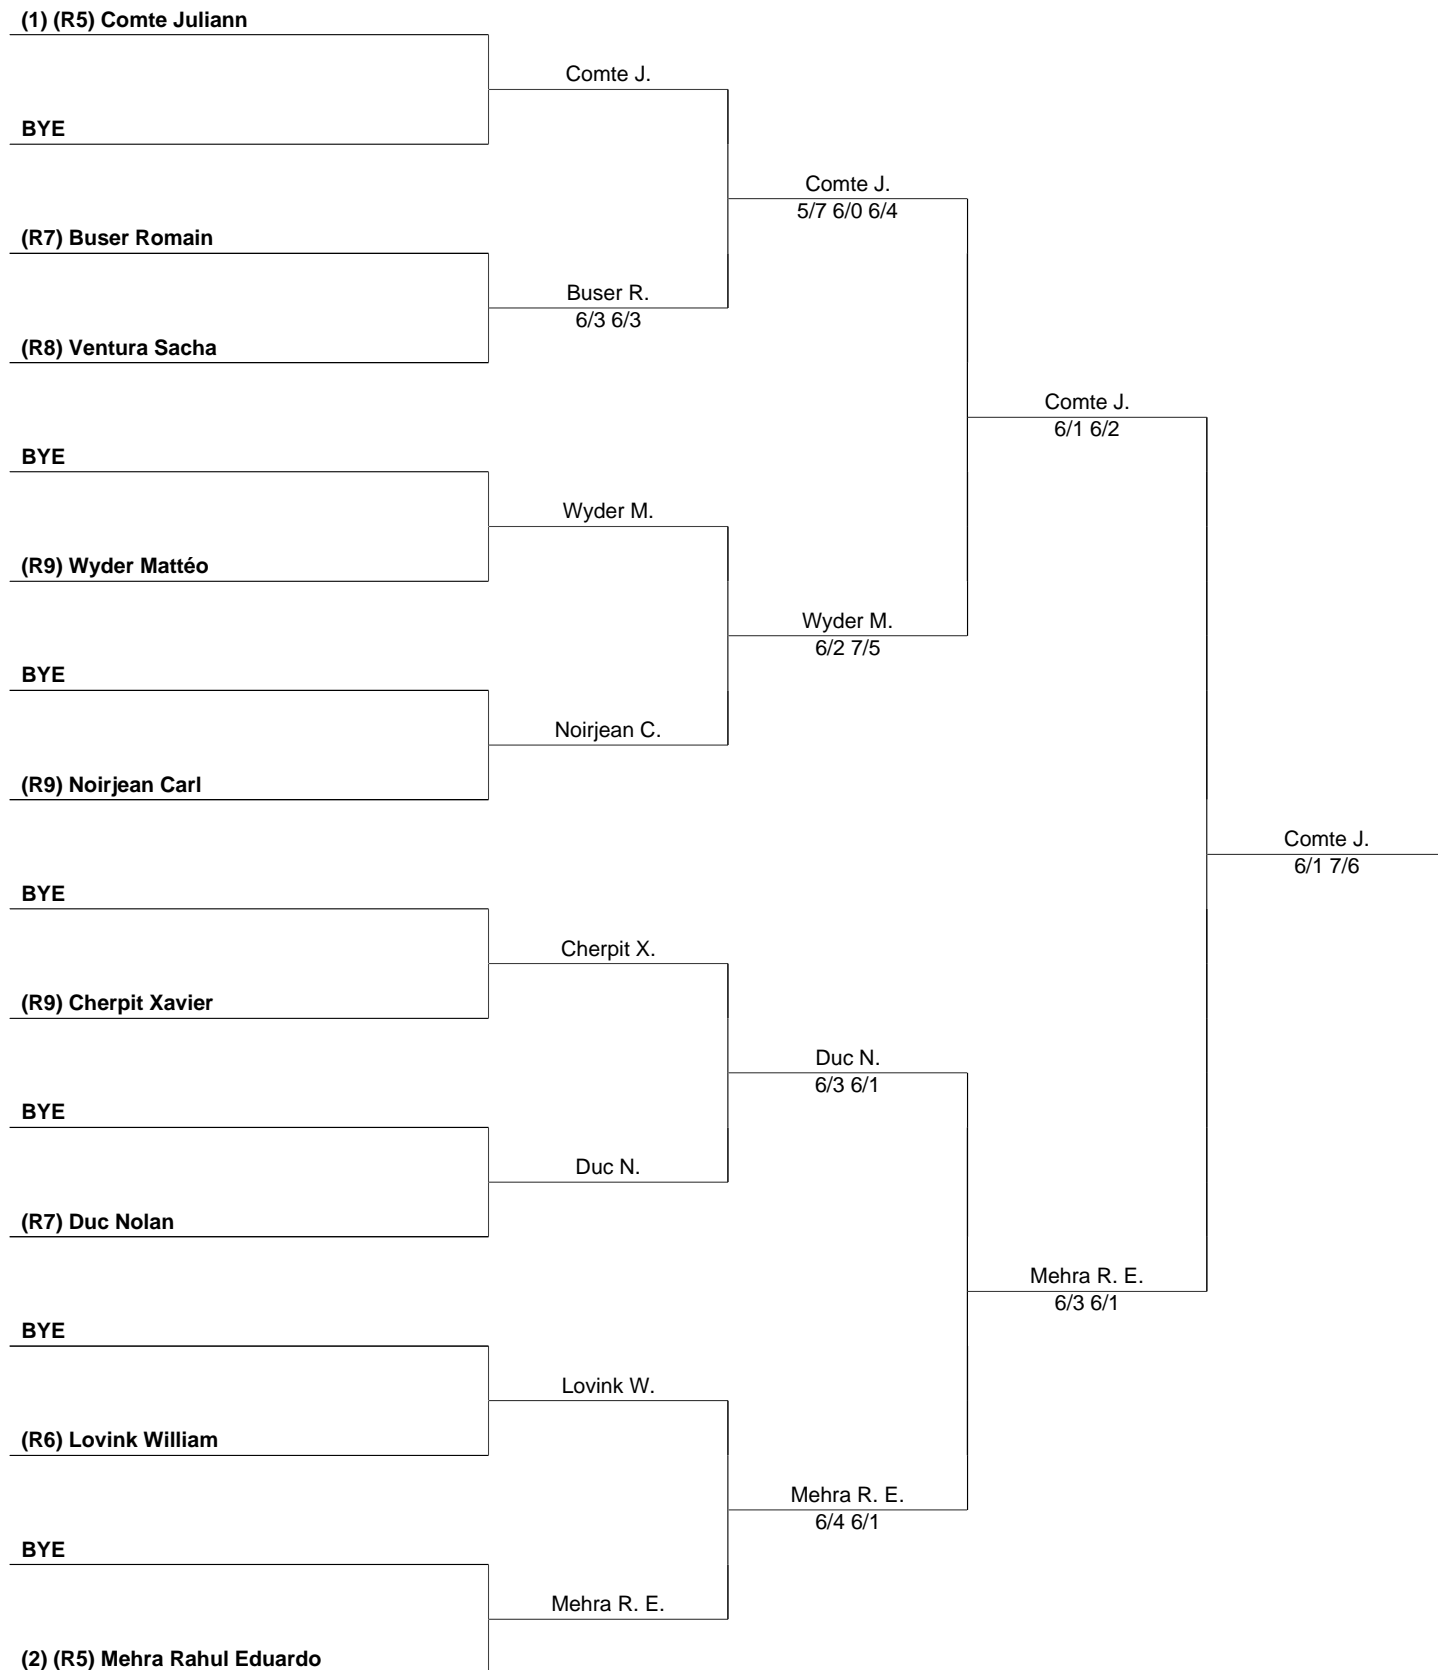 (1) (R5) Comte Juliann
Comte J.
BYE
Comte J.
5/7 6/0 6/4
(R7) Buser Romain
Buser R.
6/3 6/3
(R8) Ventura Sacha
Comte J.
6/1 6/2
BYE
Wyder M.
(R9) Wyder Mattéo
Wyder M.
6/2 7/5
BYE
Noirjean C.
(R9) Noirjean Carl
Comte J.
6/1 7/6
BYE
Cherpit X.
(R9) Cherpit Xavier
Duc N.
6/3 6/1
BYE
Duc N.
(R7) Duc Nolan
Mehra R. E.
6/3 6/1
BYE
Lovink W.
(R6) Lovink William
Mehra R. E.
6/4 6/1
BYE
Mehra R. E.
(2) (R5) Mehra Rahul Eduardo